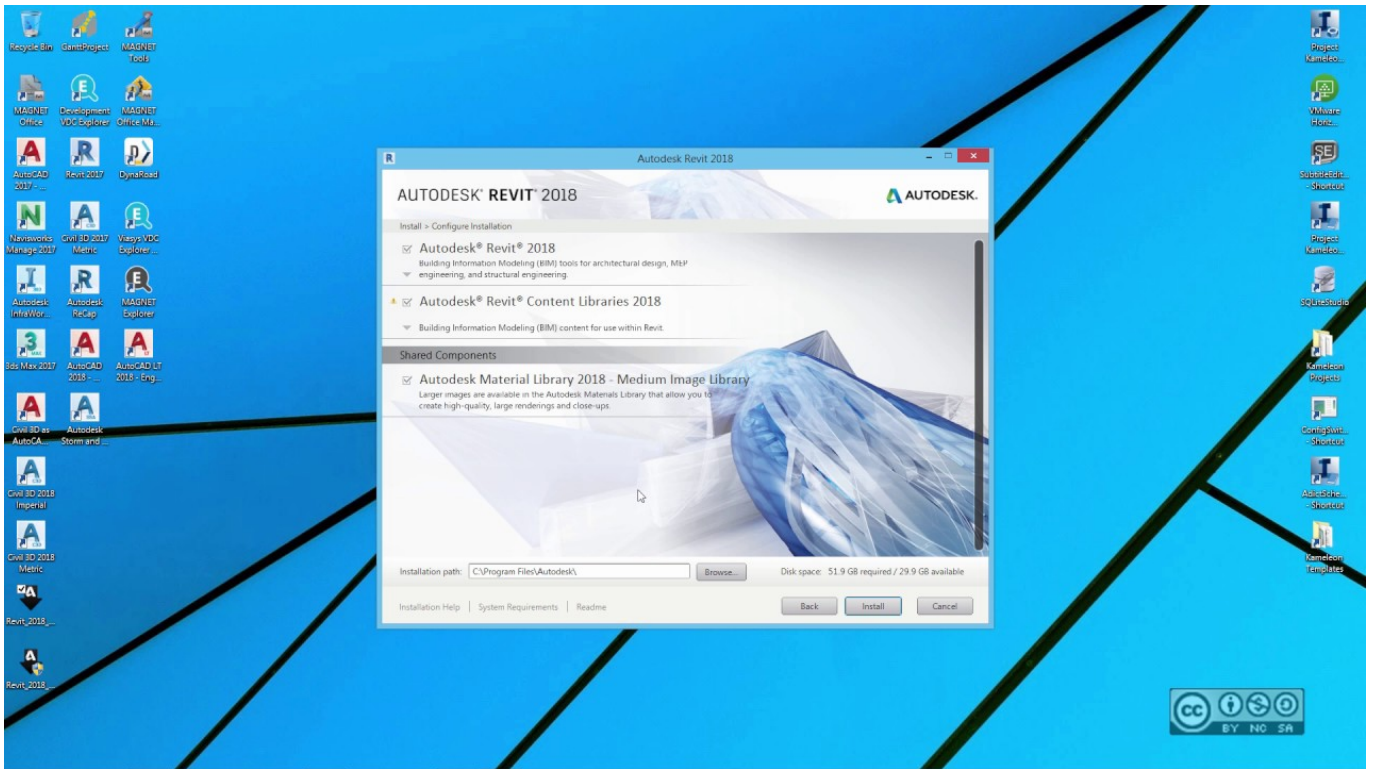 Recycle Bin
GanttProject
MAGNET
Tools
MAGNET
Office
Development
VDC Explorer
MAGNET
Office Ma...
AutoCAD
2017 - ...
Revit 2017
DynaRoad
Navisworks
Manage 2017
Civil 3D 2017
Metric
Viasys VDC
Explorer ...
Autodesk
InfraWor...
Autodesk
ReCap
MAGNET
Explorer
3ds Max 2017
AutoCAD
2018 - ...
AutoCAD LT
2018 - Eng...
Civil 3D as
AutoCA...
Autodesk
Storm and ...
Civil 3D 2018
Imperial
Civil 3D 2018
Metric
Revit_2018_...
Revit_2018_...
Autodesk Revit 2018
AUTODESK® REVIT® 2018
AUTODESK.
Install > Configure Installation
Autodesk® Revit® 2018
Building Information Modeling (BIM) tools for architectural design, MEP
engineering, and structural engineering.
Autodesk® Revit® Content Libraries 2018
Building Information Modeling (BIM) content for use within Revit.
Shared Components
Autodesk Material Library 2018 - Medium Image Library
Larger images are available in the Autodesk Materials Library that allow you to
create high-quality, large renderings and close-ups.
Installation path: C:\Program Files\Autodesk\ Browse... Disk space: 51.9 GB required / 29.9 GB available
Installation Help | System Requirements | Readme Back Install Cancel
Project
Kameleo...
VMware
Horiz...
SE
SubtitleEdit...
- Shortcut
Project
Kameleo...
SQLiteStudio
Kameleon
Projects
ConfigSwit...
- Shortcut
AdictSche...
- Shortcut
Kameleon
Templates
cc
BY NC SA